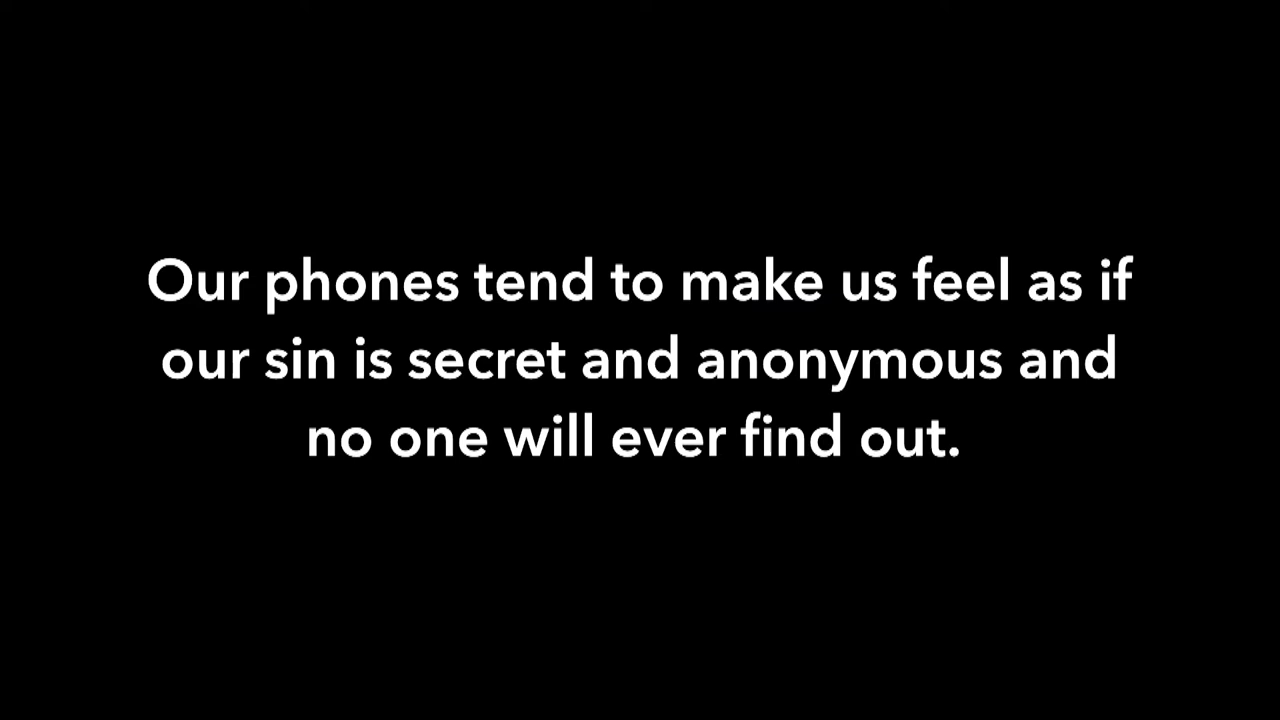 Our phones tend to make us feel as if
our sin is secret and anonymous and
no one will ever find out.